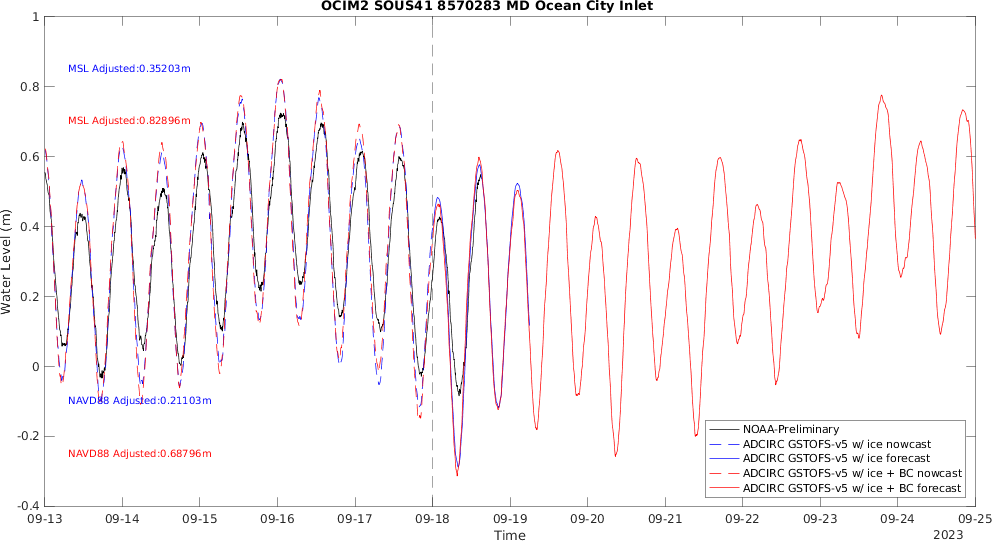 OCIM2 SOUS41 8570283 MD Ocean City Inlet
1
0.8
0.6
0.4
0.2
0
-0.2
-0.4
Water Level (m)
MSL Adjusted:0.35203m
MSL Adjusted:0.82896m
NAVD88 Adjusted:0.21103m
NAVD88 Adjusted:0.68796m
NOAA-Preliminary
ADCIRC GSTOFS-v5 w/ ice nowcast
ADCIRC GSTOFS-v5 w/ ice forecast
ADCIRC GSTOFS-v5 w/ ice + BC nowcast
ADCIRC GSTOFS-v5 w/ ice + BC forecast
09-13 09-14 09-15 09-16 09-17 09-18 09-19 09-20 09-21 09-22 09-23 09-24 09-25
Time
2023